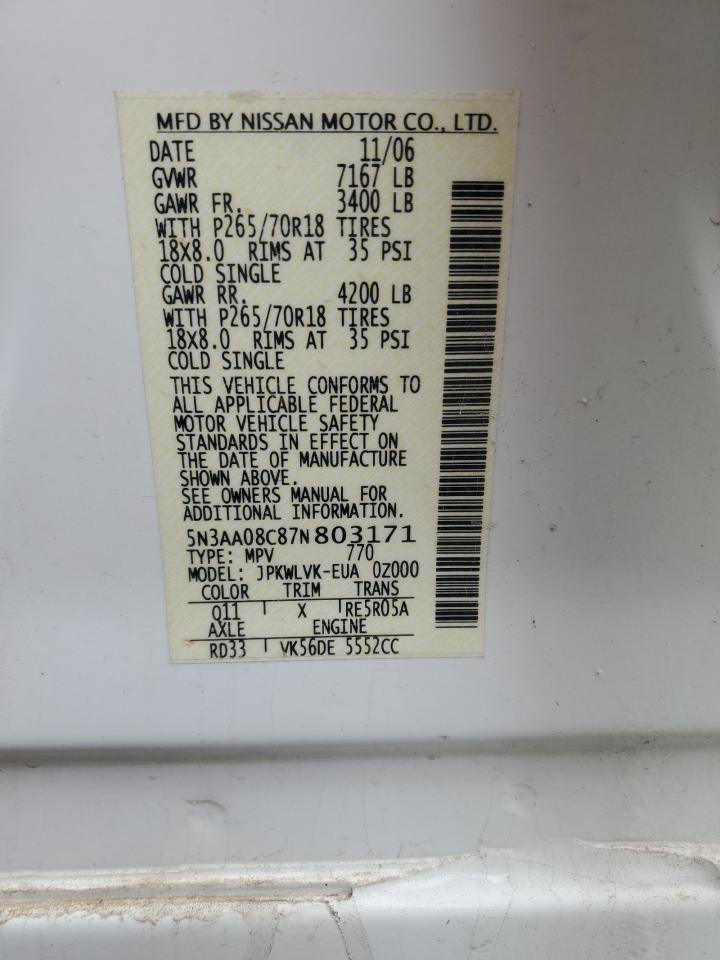 MFD BY NISSAN MOTOR CO., LTD.
DATE 11/06
GVWR 7167 LB
GAWR FR. 3400 LB
WITH P265/70R18 TIRES
18X8.0 RIMS AT 35 PSI
COLD SINGLE
GAWR RR. 4200 LB
WITH P265/70R18 TIRES
18X8.0 RIMS AT 35 PSI
COLD SINGLE
THIS VEHICLE CONFORMS TO
ALL APPLICABLE FEDERAL
MOTOR VEHICLE SAFETY
STANDARDS IN EFFECT ON
THE DATE OF MANUFACTURE
SHOWN ABOVE.
SEE OWNERS MANUAL FOR
ADDITIONAL INFORMATION.
5N3AA08C87N803171
TYPE: MPV 770
MODEL: JPKWLVK-EUA 0Z000
COLOR TRIM TRANS
Q11 X RE5R05A
AXLE ENGINE
RD33 VK56DE 5552CC